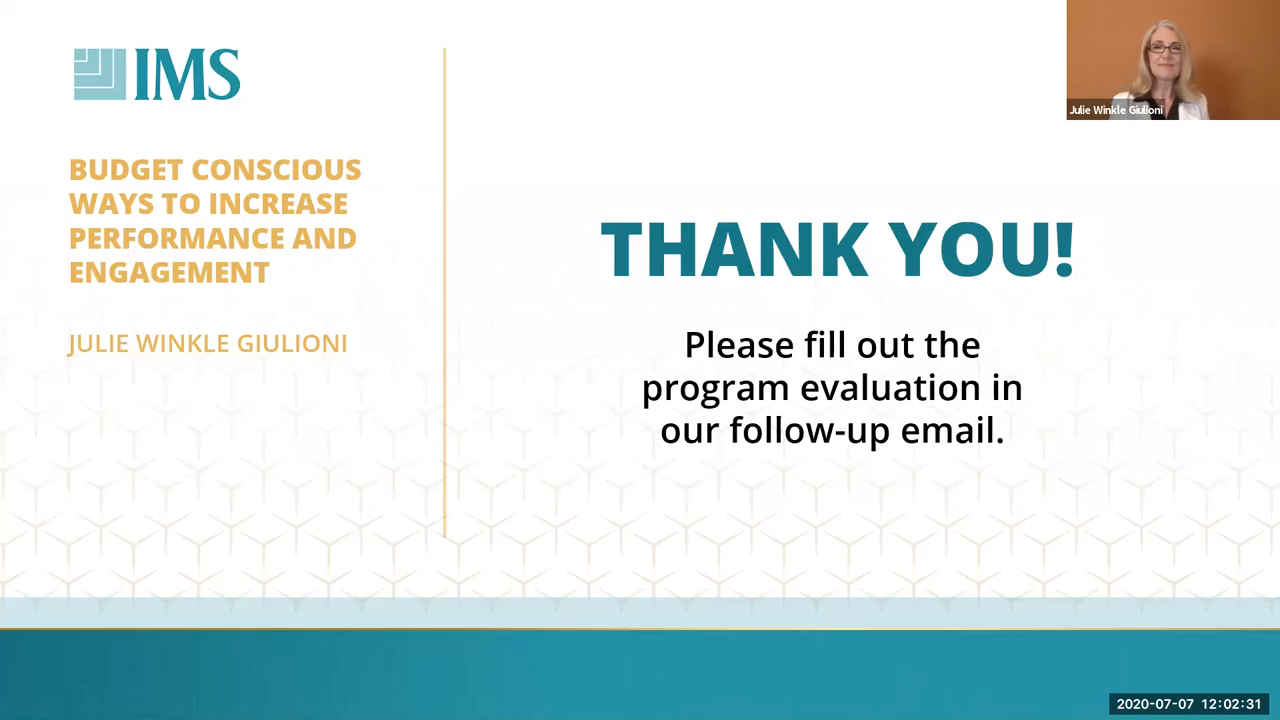 IMS
BUDGET CONSCIOUS
WAYS TO INCREASE
PERFORMANCE AND
ENGAGEMENT
JULIE WINKLE GIULIONI
Julie Winkle Giulioni
THANK YOU!
Please fill out the
program evaluation in
our follow-up email.
2020-07-07 12:02:31